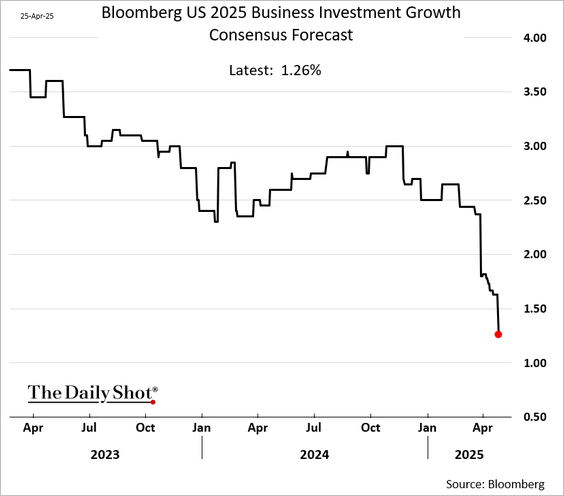 25-Apr-25
Bloomberg US 2025 Business Investment Growth
Consensus Forecast
Latest: 1.26%
4.00
3.50
3.00
2.50
2.00
1.50
1.00
0.50
The Daily Shot®
Apr Jul Oct Jan Apr Jul Oct Jan Apr
2023 2024 2025
Source: Bloomberg